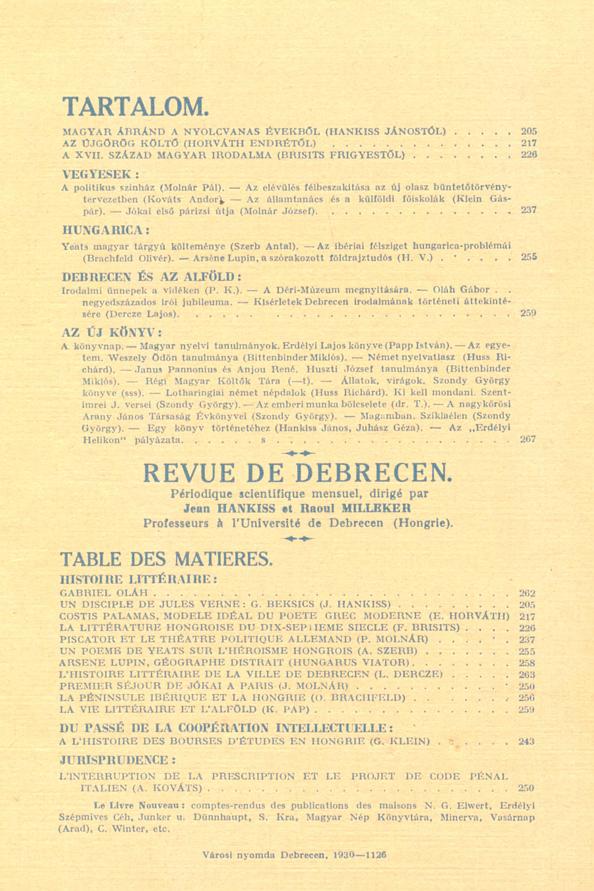 TARTALOM.
MAGYAR ÁBRÁND A NYOLCVANAS ÉVEKBŐL (HANKISS JÁNOSTÓL) . . . . . 205
AZ ÚJGÖRÖG KÖLTŐ (HORVÁTH ENDRÉTŐL) . . . . . . . . . . . . 217
A XVII. SZÁZAD MAGYAR IRODALMA (BRISITS FRIGYESTŐL) . . . . . . . 226
VEGYESEK :
A politikus szinház (Molnár Pál). — Az elévülés félbeszakitása az új olasz büntetőtörvény-
tervezetben (Kováts Andor). — Az államtanács és a külföldi főiskolák (Klein Gás-
pár). — Jókai első párizsi útja (Molnár József). . . . . . . . . . . . . . 237
HUNGARICA :
Yeats magyar tárgyú költeménye (Szerb Antal). — Az ibériai félsziget hungarica-problémái
(Brachfeld Olivér). — Arséne Lupin, a szórakozott földrajztudós (H. V.) . . . . . . 255
DEBRECEN ÉS AZ ALFÖLD :
Irodalmi ünnepek a vidéken (P. K.). — A Déri-Múzeum megnyitására. — Oláh Gábor . .
negyedszázados irói jubileuma. — Kisérletek Debrecen irodalmának történeti áttekinté-
sére (Dercze Lajos). . . . . . . . . . . . . . . . . . . . . . . 259
AZ ÚJ KÖNYV :
A könyvnap. — Magyar nyelvi tanulmányok. Erdélyi Lajos könyve (Papp István). — Az egye-
tem. Weszely Ödön tanulmánya (Bittenbinder Miklós). — Német nyelvatlasz (Huss Ri-
chárd). — Janus Pannonius és Anjou René. Huszti József tanulmánya (Bittenbinder
Miklós). — Régi Magyar Költők Tára (—t). — Állatok, virágok. Szondy György
könyve (sss). — Lotharingiai német népdalok (Huss Richárd). Ki kell mondani. Szent-
imrei J. versei (Szondy György). — Az emberi munka bölcselete (dr. T.). — A nagykőrösi
Arany János Társaság Évkönyvei (Szondy György). — Magamban. Sziklaélen (Szondy
György). — Egy könyv történetéhez (Hankiss János, Juhász Géza). — Az „Erdélyi
Helikon" pályázata. . . . . . s . . . . . . . . . . . . . . . . 267
REVUE DE DEBRECEN.
Périodique scientifique mensuel, dirigé par
Jean HANKISS et Raoul MILLEKER
Professeurs à l'Université de Debrecen (Hongrie).
TABLE DES MATIERES.
HISTOIRE LITTÉRAIRE :
GABRIEL OLÁH . . . . . . . . . . . . . . . . . . . . . . . . 262
UN DISCIPLE DE JULES VERNE : G. BEKSICS (J. HANKISS) . . . . . . . . 205
COSTIS PALAMAS, MODELE IDÉAL DU POETE GREC MODERNE (E. HORVÁTH) 217
LA LITTÉRATURE HONGROISE DU DIX-SEPTIEME SIECLE (F. BRISITS) . . . . 226
PISCATOR ET LE THÉATRE POLITIQUE ALLEMAND (P. MOLNÁR) . . . . . . 237
UN POEME DE YEATS SUR L'HÉROISME HONGROIS (A. SZERB) . . . . . . . 255
ARSENE LUPIN, GÉOGRAPHE DISTRAIT (HUNGARUS VIATOR) . . . . . . . . 258
L'HISTOIRE LITTÉRAIRE DE LA VILLE DE DEBRECEN (L. DERCZE) . . . . . 263
PREMIER SÉJOUR DE JÓKAI A PARIS (J. MOLNÁR) . . . . . . . . . . 250
LA PÉNINSULE IBÉRIQUE ET LA HONGRIE (O. BRACHFELD) . . . . . . . . 256
LA VIE LITTÉRAIRE ET L'ALFÖLD (K. PAP) . . . . . . . . . . . . . 259
DU PASSÉ DE LA COOPÉRATION INTELLECTUELLE :
A L'HISTOIRE DES BOURSES D'ÉTUDES EN HONGRIE (G. KLEIN) . . . . . . 243
JURISPRUDENCE :
L'INTERRUPTION DE LA PRESCRIPTION ET LE PROJET DE CODE PÉNAL
ITALIEN (A. KOVÁTS) . . . . . . . . . . . . . . . . . . . . . 250
Le Livre Nouveau : comptes-rendus des publications des maisons N. G. Elwert, Erdélyi
Szépmives Céh, Junker u. Dünnhaupt, S. Kra, Magyar Nép Könyvtára, Minerva, Vasárnap
(Arad), C. Winter, etc.
Városi nyomda Debrecen, 1930—1126